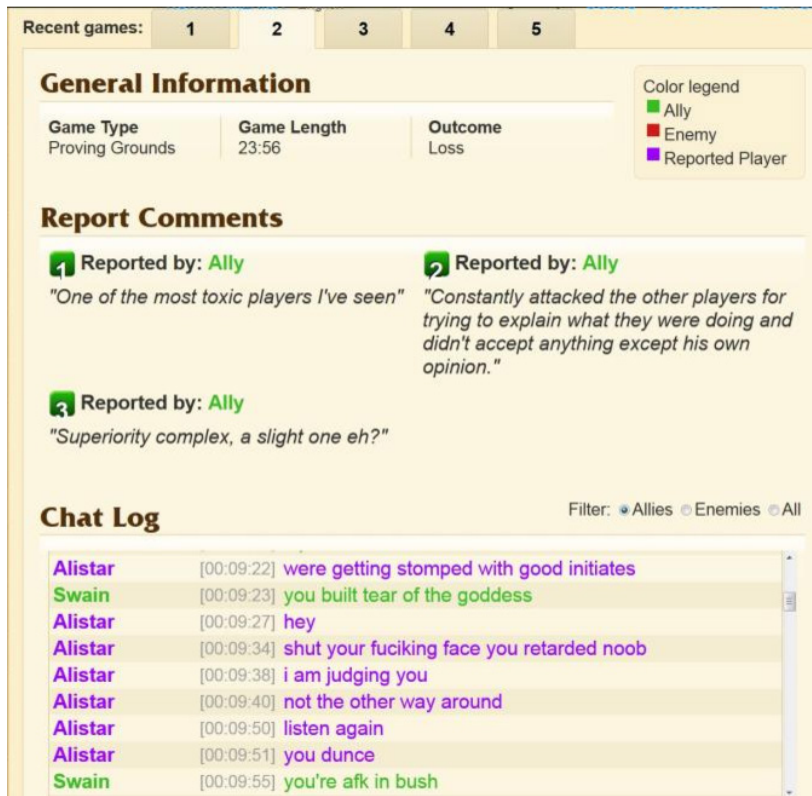 Recent games: 1 2 3 4 5
General Information
Color legend
Ally
Enemy
Reported Player
Game Type Game Length Outcome
Proving Grounds 23:56 Loss
Report Comments
1 Reported by: Ally
"One of the most toxic players I've seen"
2 Reported by: Ally
"Constantly attacked the other players for
trying to explain what they were doing and
didn't accept anything except his own
opinion."
3 Reported by: Ally
"Superiority complex, a slight one eh?"
Chat Log
Filter: Allies Enemies All
Alistar [00:09:22] were getting stomped with good initiates
Swain [00:09:23] you built tear of the goddess
Alistar [00:09:27] hey
Alistar [00:09:34] shut your fuciking face you retarded noob
Alistar [00:09:38] i am judging you
Alistar [00:09:40] not the other way around
Alistar [00:09:50] listen again
Alistar [00:09:51] you dunce
Swain [00:09:55] you're afk in bush